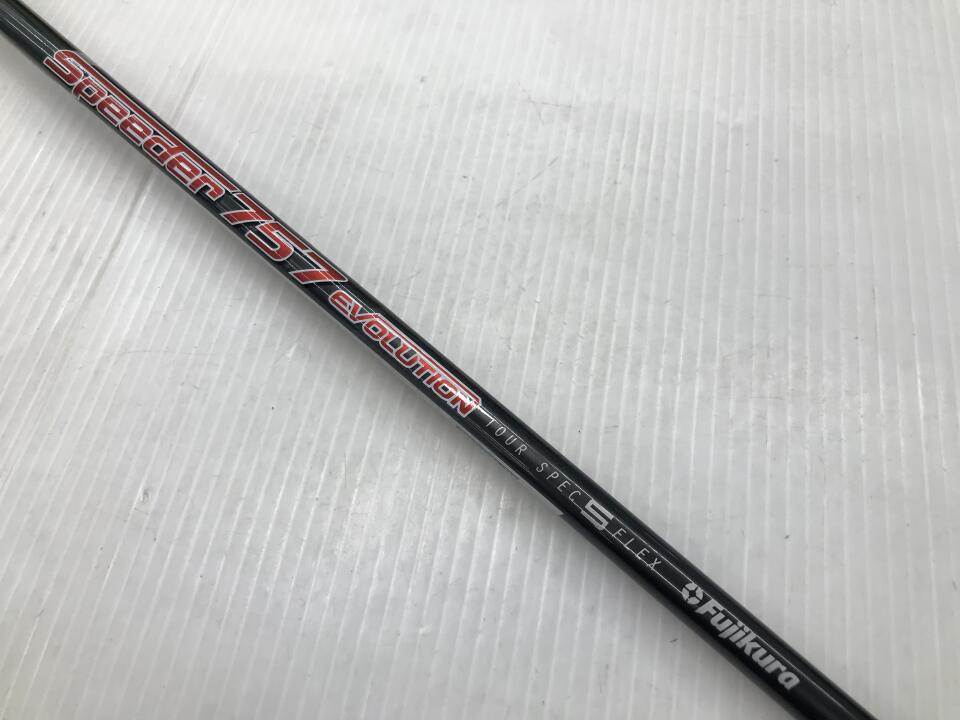 Speeder 757 EVOLUTION TOUR SPEC S FLEX Fujikura